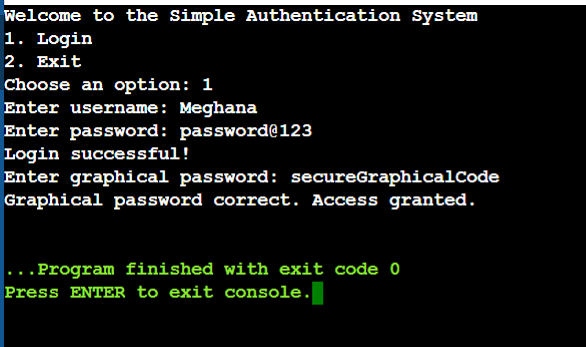 Welcome to the Simple Authentication System
1. Login
2. Exit
Choose an option: 1
Enter username: Meghana
Enter password: password@123
Login successful!
Enter graphical password: secureGraphicalCode
Graphical password correct. Access granted.
...Program finished with exit code 0
Press ENTER to exit console.